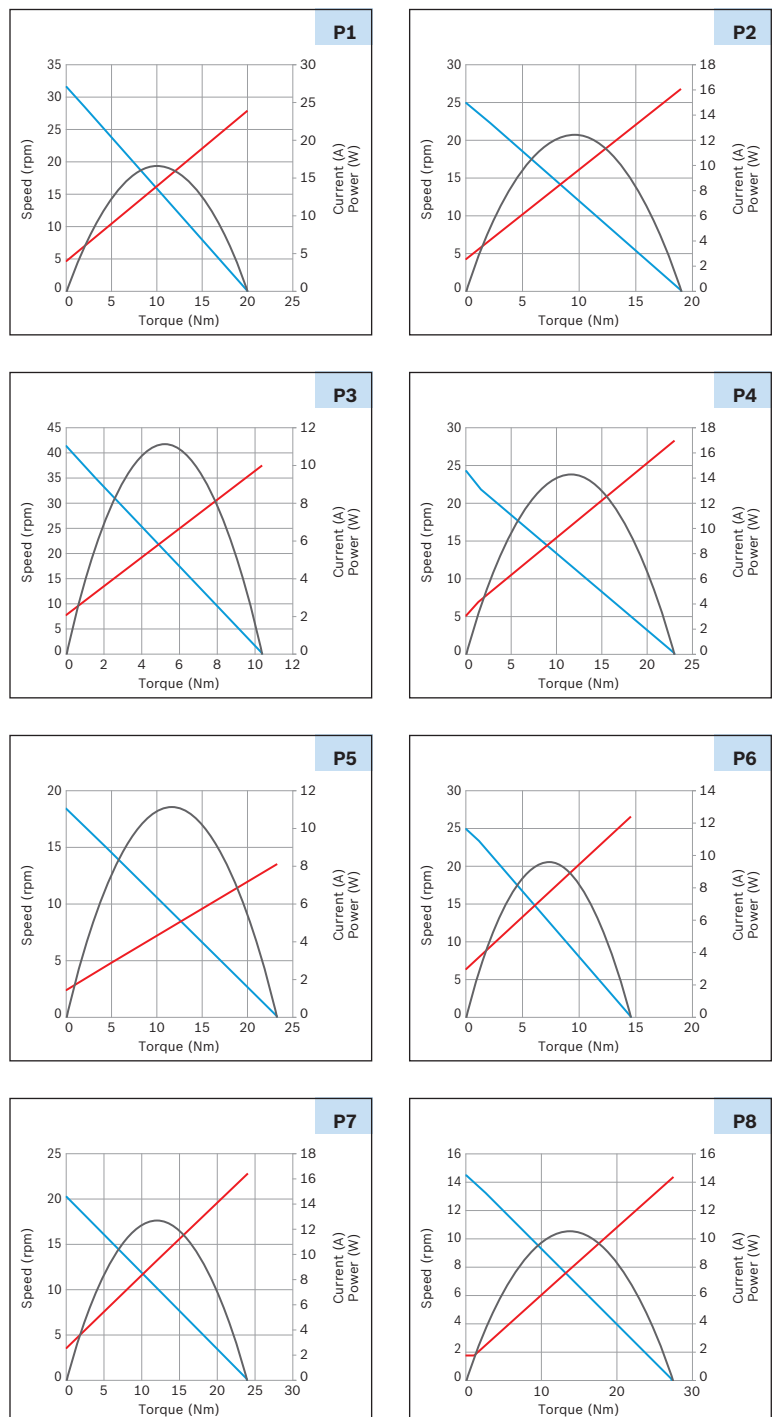 P1
35
30
25
20
15
10
5
0
30
25
20
15
10
5
0
0 5 10 15 20 25
Speed (rpm)
Current (A)
Power (W)
Torque (Nm)
P2
30
25
20
15
10
5
0
18
16
14
12
10
8
6
4
2
0
0 5 10 15 20
Speed (rpm)
Current (A)
Power (W)
Torque (Nm)
P3
45
40
35
30
25
20
15
10
5
0
12
10
8
6
4
2
0
0 2 4 6 8 10 12
Speed (rpm)
Current (A)
Power (W)
Torque (Nm)
P4
30
25
20
15
10
5
0
18
16
14
12
10
8
6
4
2
0
0 5 10 15 20 25
Speed (rpm)
Current (A)
Power (W)
Torque (Nm)
P5
20
15
10
5
0
12
10
8
6
4
2
0
0 5 10 15 20 25
Speed (rpm)
Current (A)
Power (W)
Torque (Nm)
P6
30
25
20
15
10
5
0
14
12
10
8
6
4
2
0
0 5 10 15 20
Speed (rpm)
Current (A)
Power (W)
Torque (Nm)
P7
25
20
15
10
5
0
18
16
14
12
10
8
6
4
2
0
0 5 10 15 20 25 30
Speed (rpm)
Current (A)
Power (W)
Torque (Nm)
P8
16
14
12
10
8
6
4
2
0
16
14
12
10
8
6
4
2
0
0 10 20 30
Speed (rpm)
Current (A)
Power (W)
Torque (Nm)